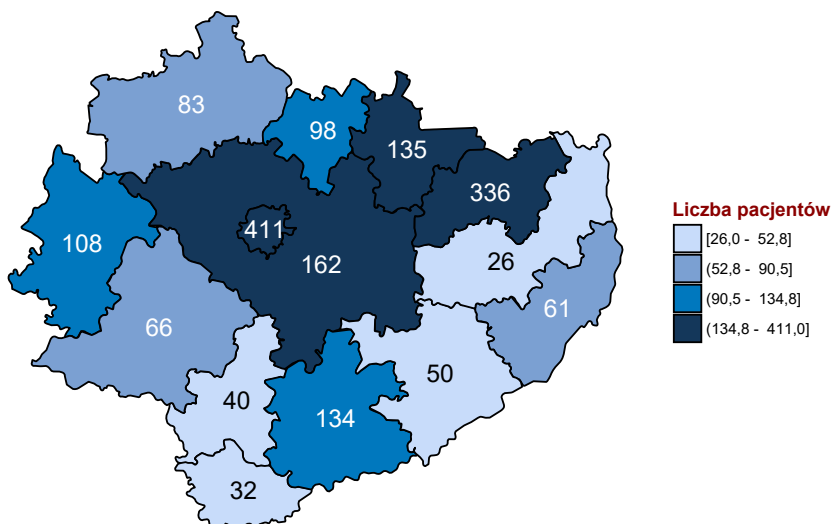 83
98
135
336
108
411
162
26
61
66
50
40
134
32
Liczba pacjentów
[26,0 - 52,8]
(52,8 - 90,5]
(90,5 - 134,8]
(134,8 - 411,0]